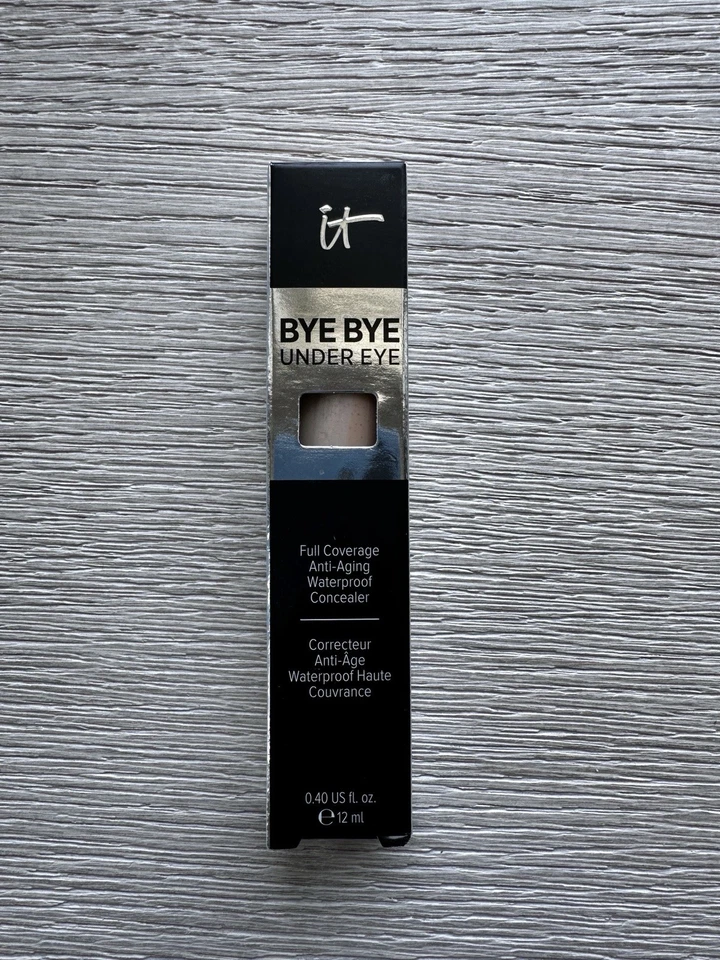 it
BYE BYE
UNDER EYE
Full Coverage
Anti-Aging
Waterproof
Concealer
Correcteur
Anti-Âge
Waterproof Haute
Couvrance
0.40 US fl. oz.
℮ 12 ml